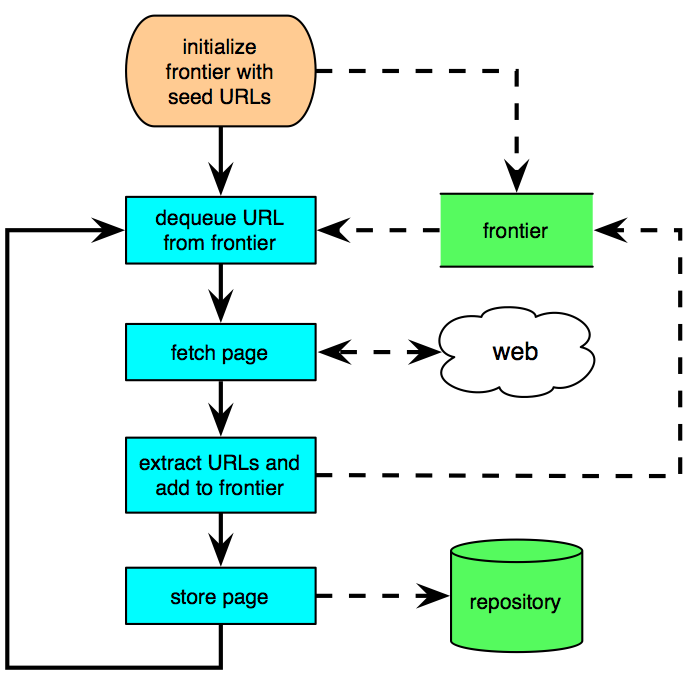 initialize
frontier with
seed URLs
dequeue URL
from frontier
frontier
fetch page
web
extract URLs and
add to frontier
store page
repository